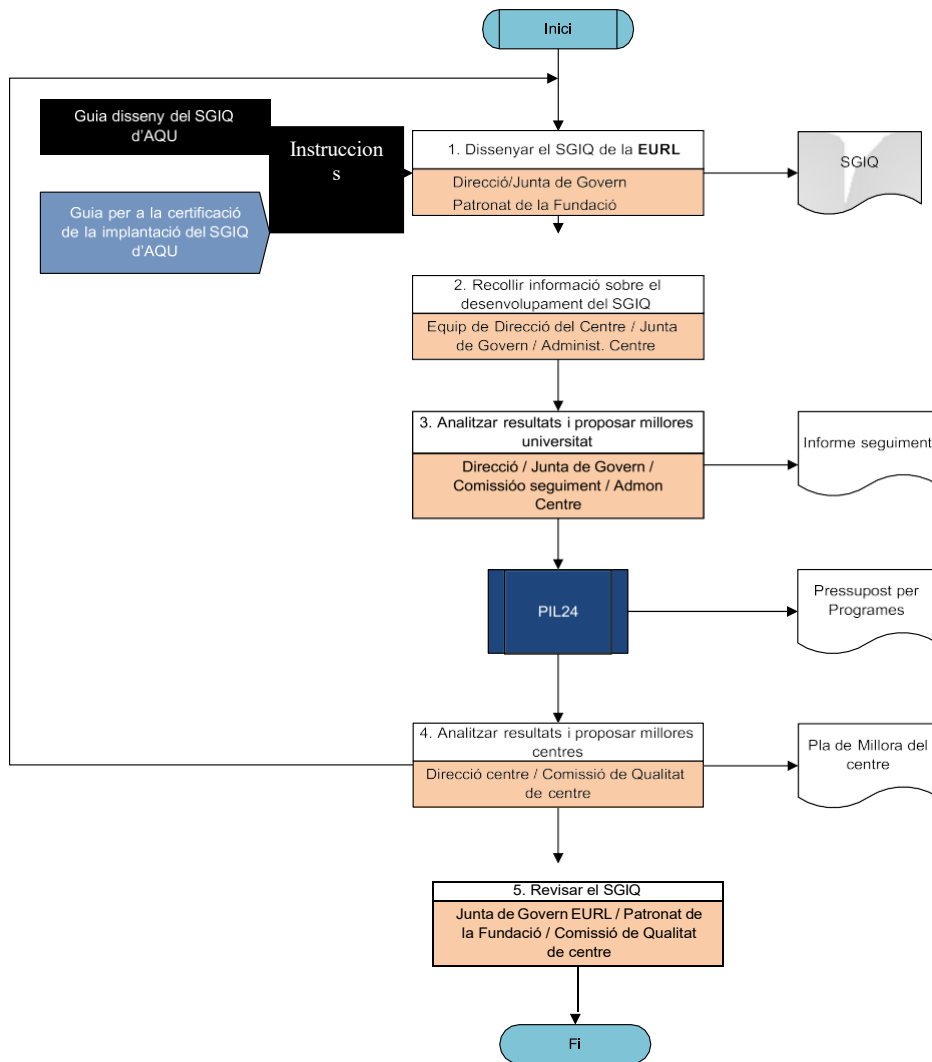 Inici
Guia disseny del SGIQ
d'AQU
Instruccion
s
Guia per a la certificació
de la implantació del SGIQ
d'AQU
1. Dissenyar el SGIQ de la EURL
Direcció/Junta de Govern
Patronat de la Fundació
SGIQ
2. Recollir informació sobre el
desenvolupament del SGIQ
Equip de Direcció del Centre / Junta
de Govern / Administ. Centre
3. Analitzar resultats i proposar millores
universitat
Direcció / Junta de Govern /
Comissióo seguiment / Admon
Centre
Informe seguiment
PIL24
Pressupost per
Programes
4. Analitzar resultats i proposar millores
centres
Direcció centre / Comissió de Qualitat
de centre
Pla de Millora del
centre
5. Revisar el SGIQ
Junta de Govern EURL / Patronat de
la Fundació / Comissió de Qualitat
de centre
Fi